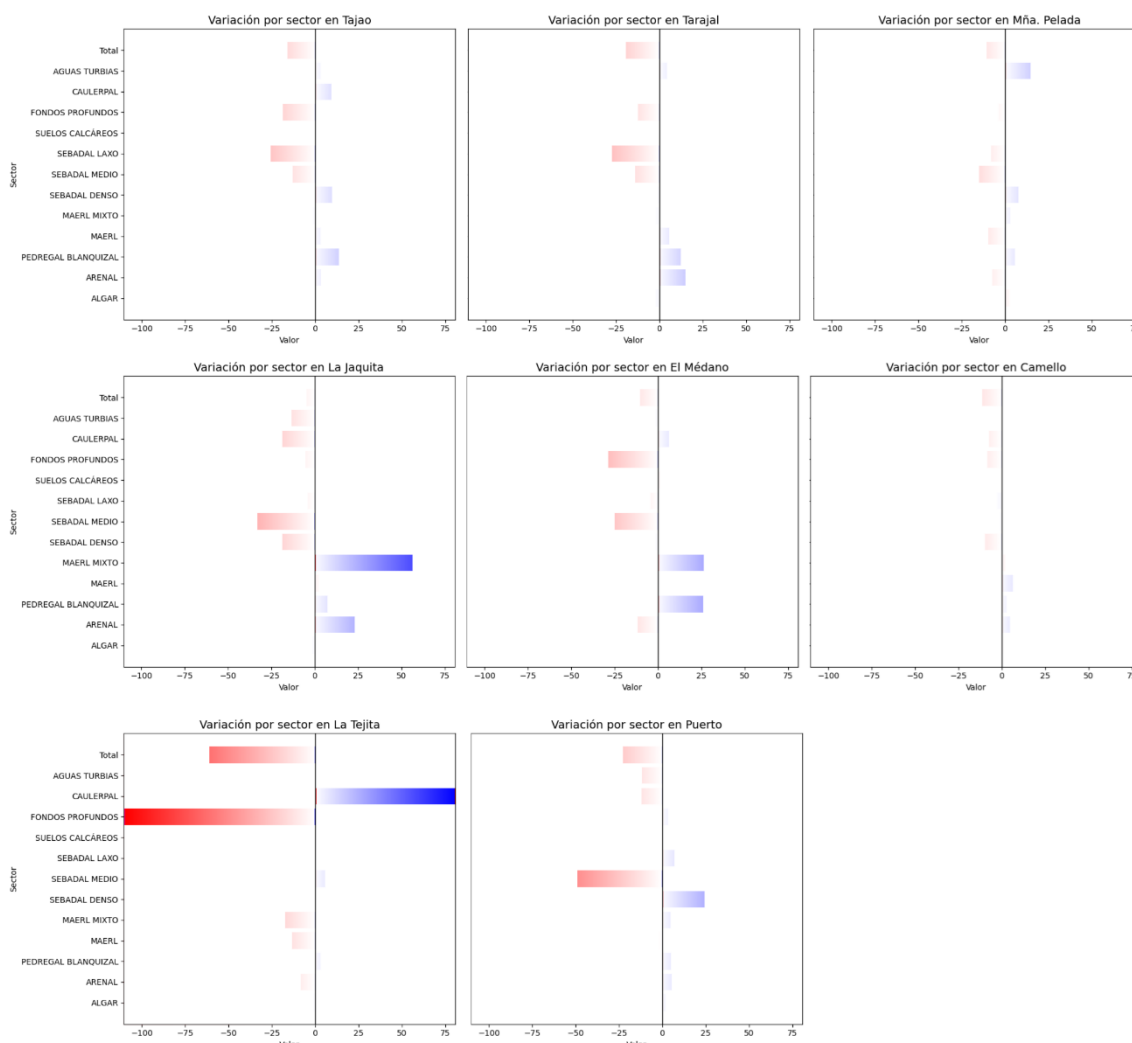 Variación por sector en Tajao
Variación por sector en Tarajal
Variación por sector en Mña. Pelada
Sector
Total
AGUAS TURBIAS
CAULERPAL
FONDOS PROFUNDOS
SUELOS CALCÁREOS
SEBADAL LAXO
SEBADAL MEDIO
SEBADAL DENSO
MAERL MIXTO
MAERL
PEDREGAL BLANQUIZAL
ARENAL
ALGAR
−100 −75 −50 −25 0 25 50 75
−100 −75 −50 −25 0 25 50 75
−100 −75 −50 −25 0 25 50 75
Valor
Valor
Valor
Variación por sector en La Jaquita
Variación por sector en El Médano
Variación por sector en Camello
Sector
Total
AGUAS TURBIAS
CAULERPAL
FONDOS PROFUNDOS
SUELOS CALCÁREOS
SEBADAL LAXO
SEBADAL MEDIO
SEBADAL DENSO
MAERL MIXTO
MAERL
PEDREGAL BLANQUIZAL
ARENAL
ALGAR
−100 −75 −50 −25 0 25 50 75
−100 −75 −50 −25 0 25 50 75
−100 −75 −50 −25 0 25 50 75
Valor
Valor
Valor
Variación por sector en La Tejita
Variación por sector en Puerto
Sector
Total
AGUAS TURBIAS
CAULERPAL
FONDOS PROFUNDOS
SUELOS CALCÁREOS
SEBADAL LAXO
SEBADAL MEDIO
SEBADAL DENSO
MAERL MIXTO
MAERL
PEDREGAL BLANQUIZAL
ARENAL
ALGAR
−100 −75 −50 −25 0 25 50 75
−100 −75 −50 −25 0 25 50 75
Valor
Valor